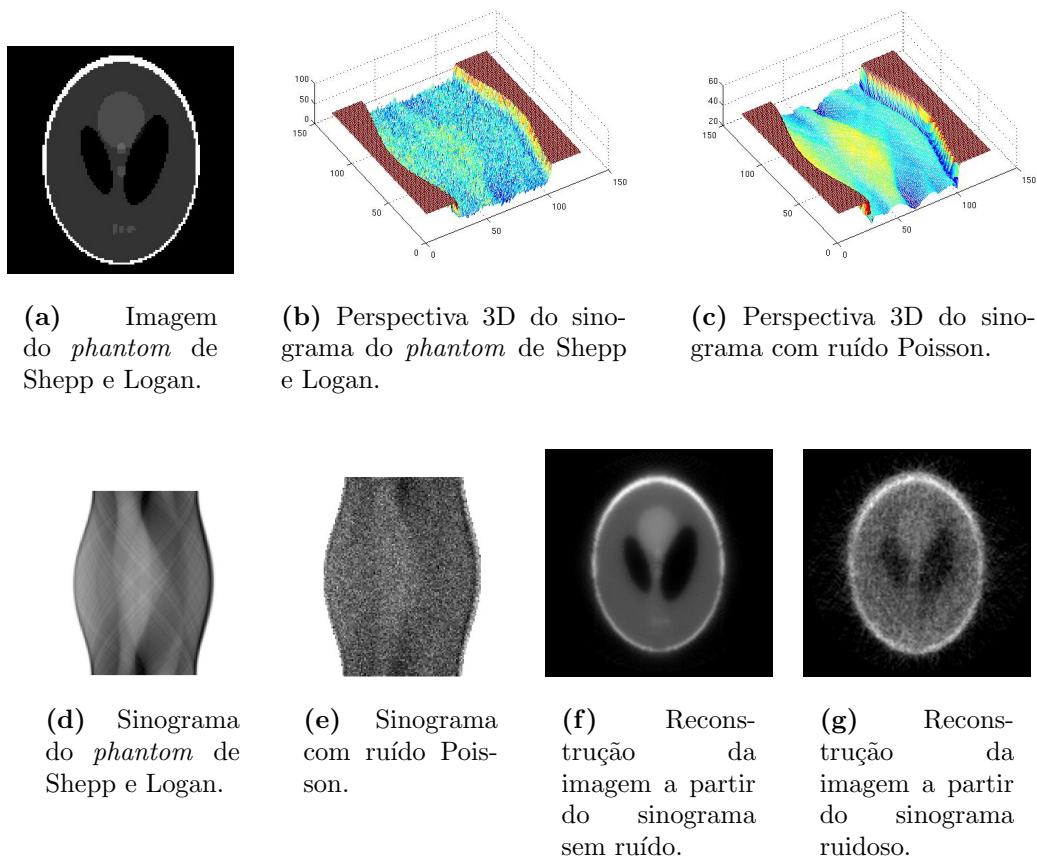 100
50
0
150
100
50
0
0
50
100
150
60
40
20
150
100
50
0
0
50
100
150
(a) Imagem
do phantom de
Shepp e Logan.
(b) Perspectiva 3D do sino-
grama do phantom de Shepp
e Logan.
(c) Perspectiva 3D do sino-
grama com ruído Poisson.
(d) Sinograma
do phantom de
Shepp e Logan.
(e) Sinograma
com ruído Pois-
son.
(f) Recons-
trução da
imagem a partir
do sinograma
sem ruído.
(g) Recons-
trução da
imagem a partir
do sinograma
ruidoso.